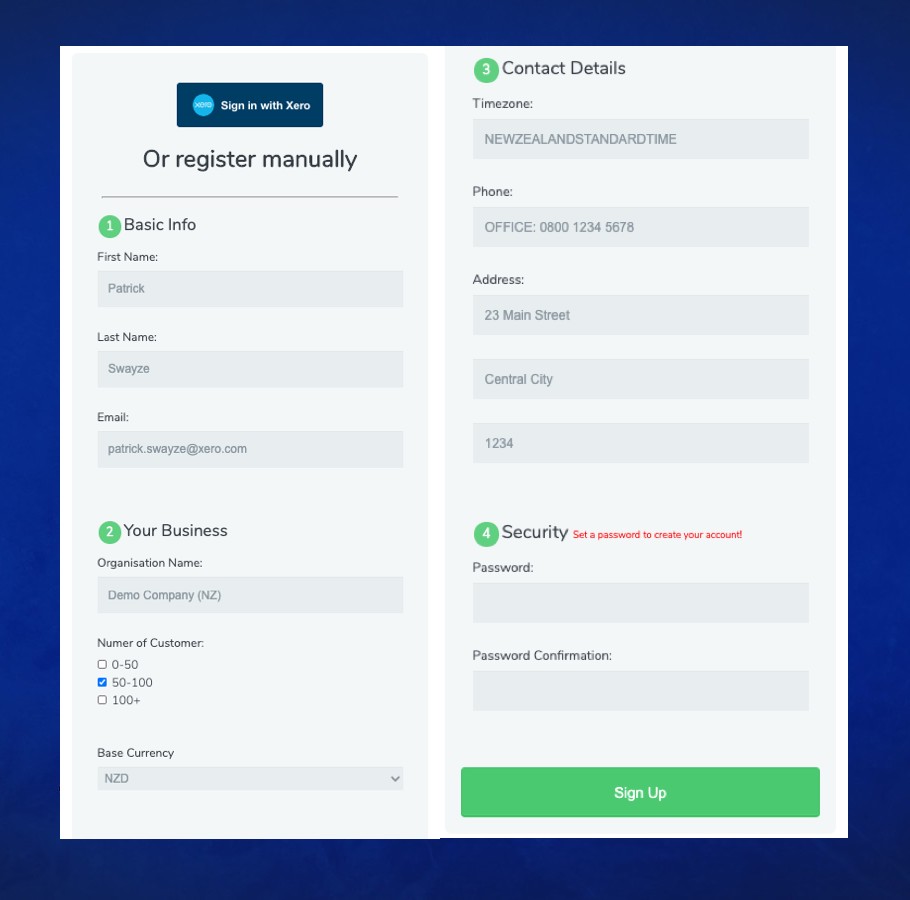 xero Sign in with Xero
Or register manually
1 Basic Info
First Name:
Patrick
Last Name:
Swayze
Email:
patrick.swayze@xero.com
2 Your Business
Organisation Name:
Demo Company (NZ)
Numer of Customer:
0-50
50-100
100+
Base Currency
NZD
3 Contact Details
Timezone:
NEWZEALANDSTANDARDTIME
Phone:
OFFICE: 0800 1234 5678
Address:
23 Main Street
Central City
1234
4 Security Set a password to create your account!
Password:
Password Confirmation:
Sign Up